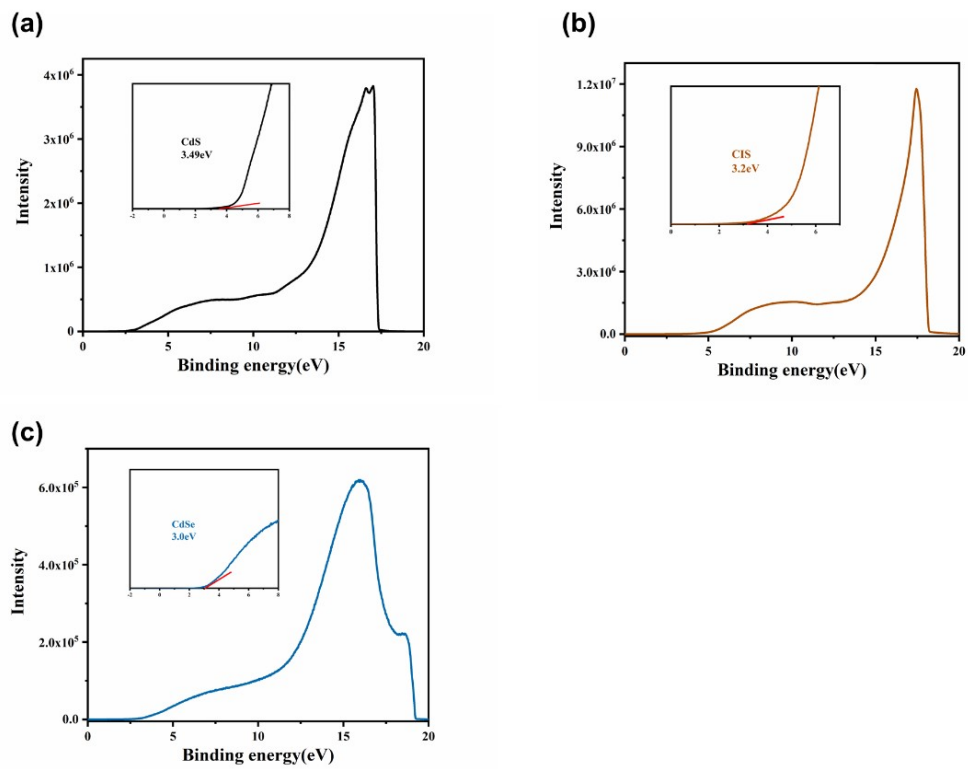 (a)
4x10⁶
3x10⁶
2x10⁶
1x10⁶
0
Intensity
CdS
3.49eV
-2 0 2 4 6 8
0 5 10 15 20
Binding energy(eV)
(b)
1.2x10⁷
9.0x10⁶
6.0x10⁶
3.0x10⁶
0.0
Intensity
CIS
3.2eV
0 2 4 6
0 5 10 15 20
Binding energy(eV)
(c)
6.0x10⁵
4.0x10⁵
2.0x10⁵
0.0
Intensity
CdSe
3.0eV
-2 0 2 4 6 8
0 5 10 15 20
Binding energy(eV)